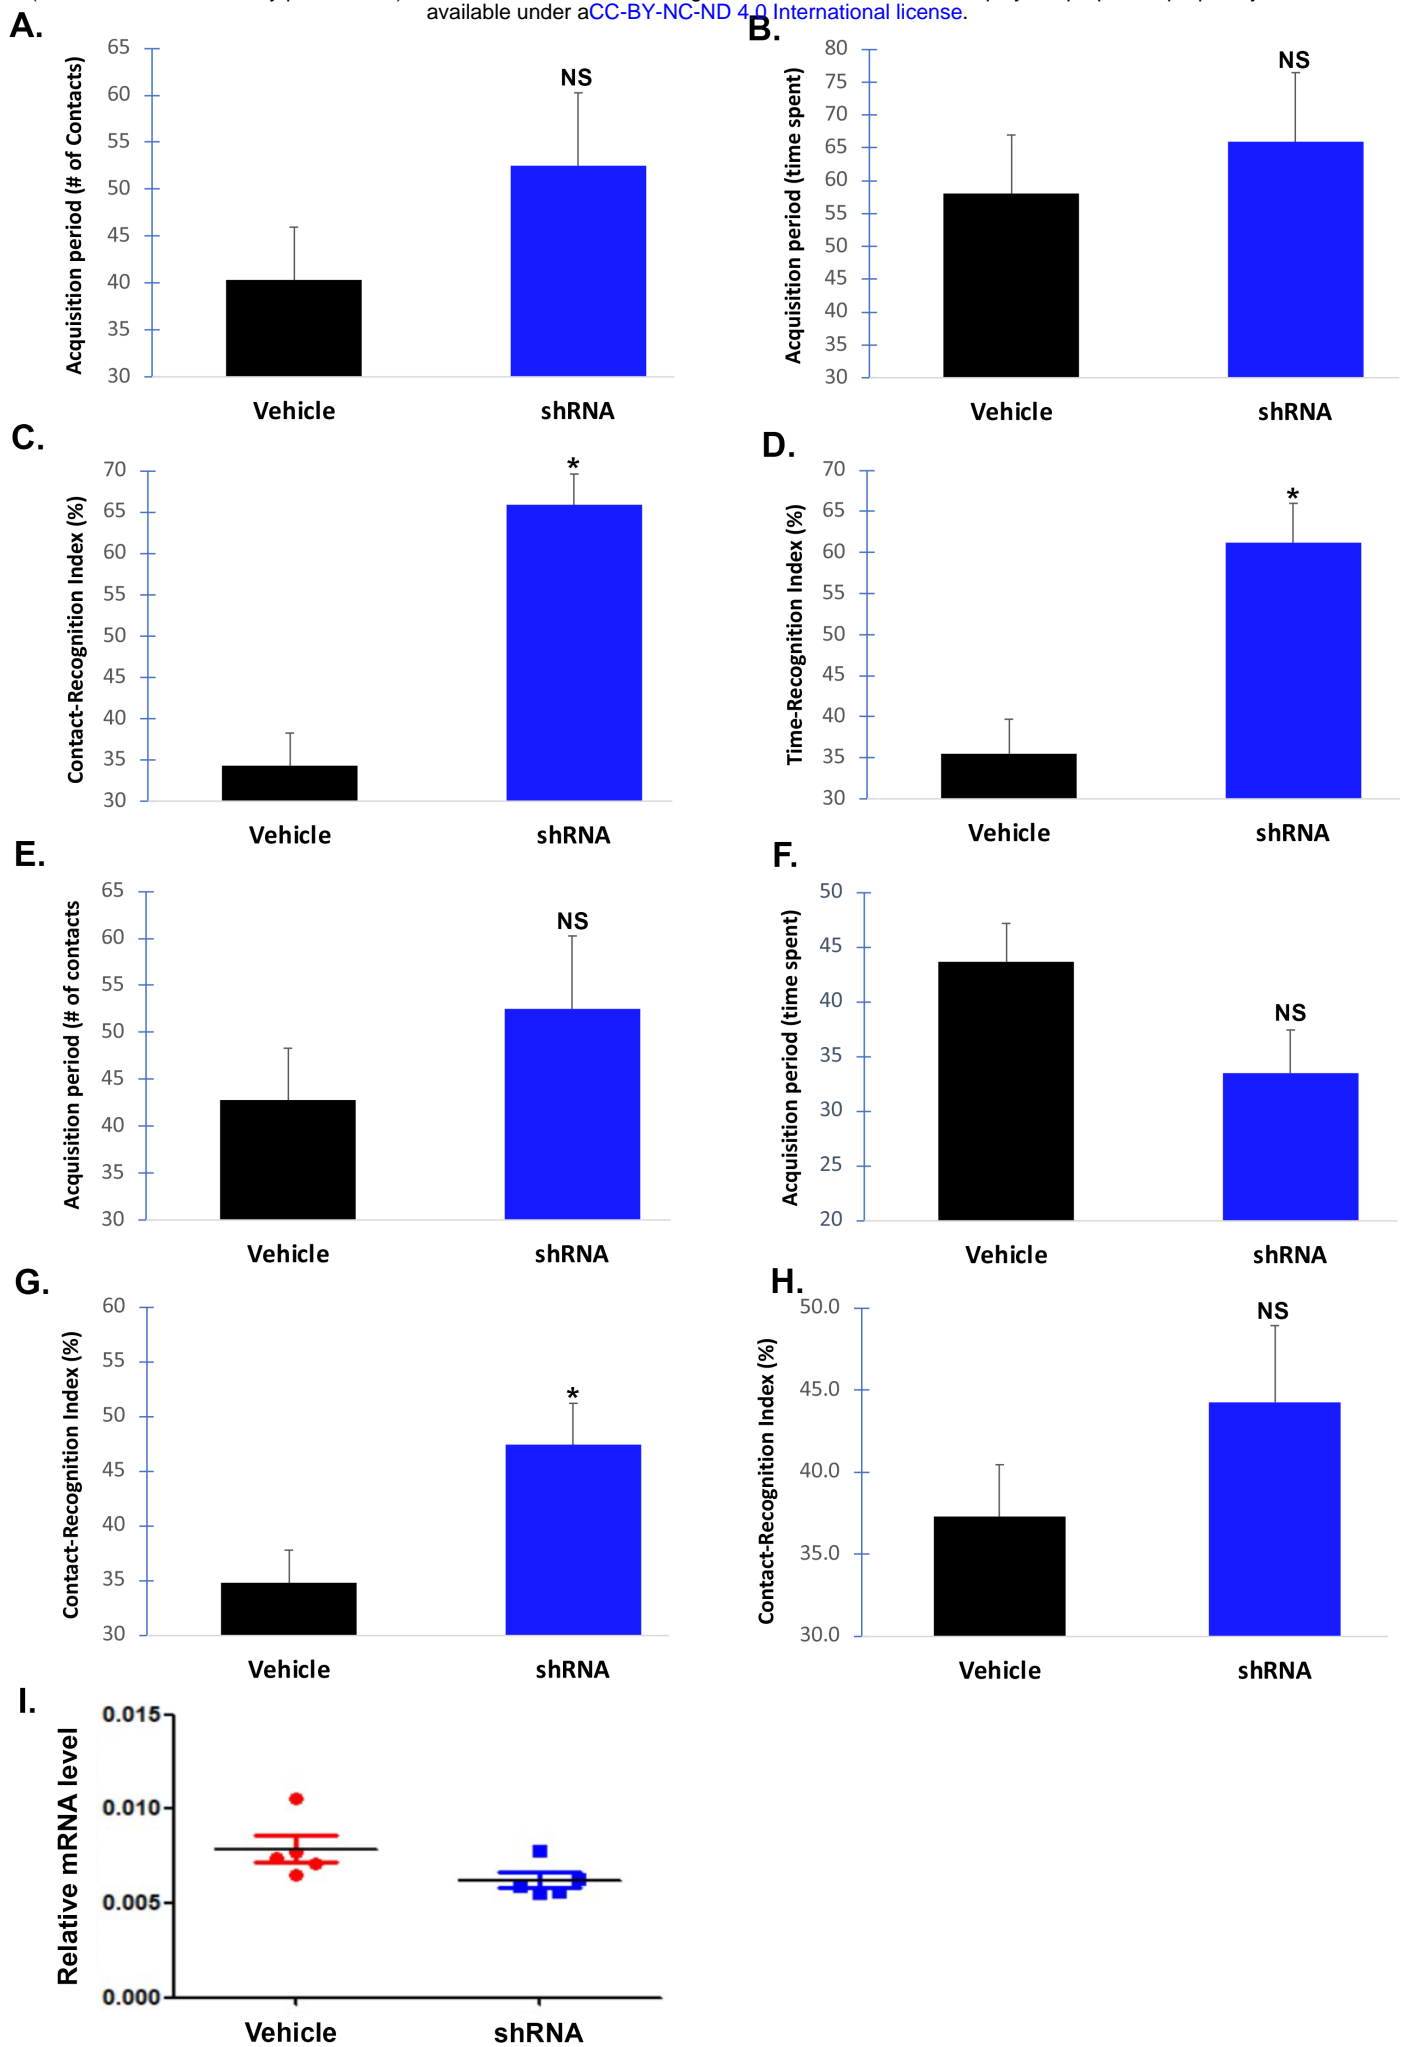 available under aCC-BY-NC-ND 4.0 International license.
A.
Acquisition period (# of Contacts)
65
60
55
50
45
40
35
30
NS
Vehicle
shRNA
B.
Acquisition period (time spent)
80
75
70
65
60
55
50
45
40
35
30
NS
Vehicle
shRNA
C.
Contact-Recognition Index (%)
70
65
60
55
50
45
40
35
30
*
Vehicle
shRNA
D.
Time-Recognition Index (%)
70
65
60
55
50
45
40
35
30
*
Vehicle
shRNA
E.
Acquisition period (# of contacts
65
60
55
50
45
40
35
30
NS
Vehicle
shRNA
F.
Acquisition period (time spent)
50
45
40
35
30
25
20
NS
Vehicle
shRNA
G.
Contact-Recognition Index (%)
60
55
50
45
40
35
30
*
Vehicle
shRNA
H.
Contact-Recognition Index (%)
50.0
45.0
40.0
35.0
30.0
NS
Vehicle
shRNA
I.
Relative mRNA level
0.015
0.010
0.005
0.000
Vehicle
shRNA